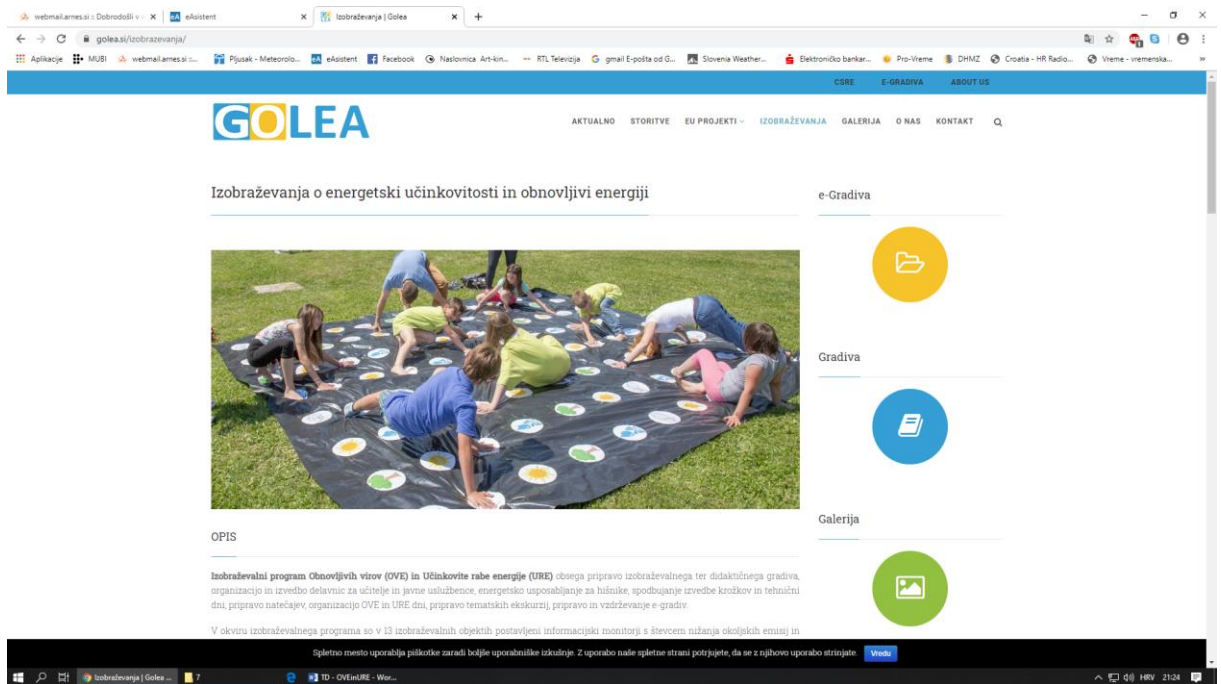 webmail.arnes.si :: Dobrodošli v
eA eAsistent
Izobraževanja | Golea
golea.si/izobrazevanja/
Aplikacije
MUBI
webmail.arnes.si ::...
Pljusak - Meteorolo...
eA eAsistent
Facebook
Naslovnica Art-kin...
RTL Televizija
gmail E-pošta od G...
Slovenia Weather...
Elektroničko bankar...
Pro-Vreme
DHMZ
Croatia - HR Radio...
Vreme - vremenska...
CSRE E-GRADIVA ABOUT US
GOLEA
AKTUALNO STORITVE EU PROJEKTI IZOBRAŽEVANJA GALERIJA O NAS KONTAKT
Izobraževanja o energetski učinkovitosti in obnovljivi energiji
e-Gradiva
Gradiva
Galerija
OPIS
Izobraževalni program Obnovljivih virov (OVE) in Učinkovite rabe energije (URE) obsega pripravo izobraževalnega ter didaktičnega gradiva,
organizacijo in izvedbo delavnic za učitelje in javne uslužbence, energetsko usposabljanje za hišnike, spodbujanje izvedbe krožkov in tehnični
dni, pripravo natečajev, organizacijo OVE in URE dni, pripravo tematskih ekskurzij, pripravo in vzdrževanje e-gradiv.
V okviru izobraževalnega programa so v 13 izobraževalnih objektih postavljeni informacijski monitorji s števcem nižanja okoljskih emisij in
Spletno mesto uporablja piškotke zaradi boljše uporabniške izkušnje. Z uporabo naše spletne strani potrjujete, da se z njihovo uporabo strinjate. Vredu
Izobraževanja | Golea ...
7
TD - OVEinURE - Wor...
HRV 21:24